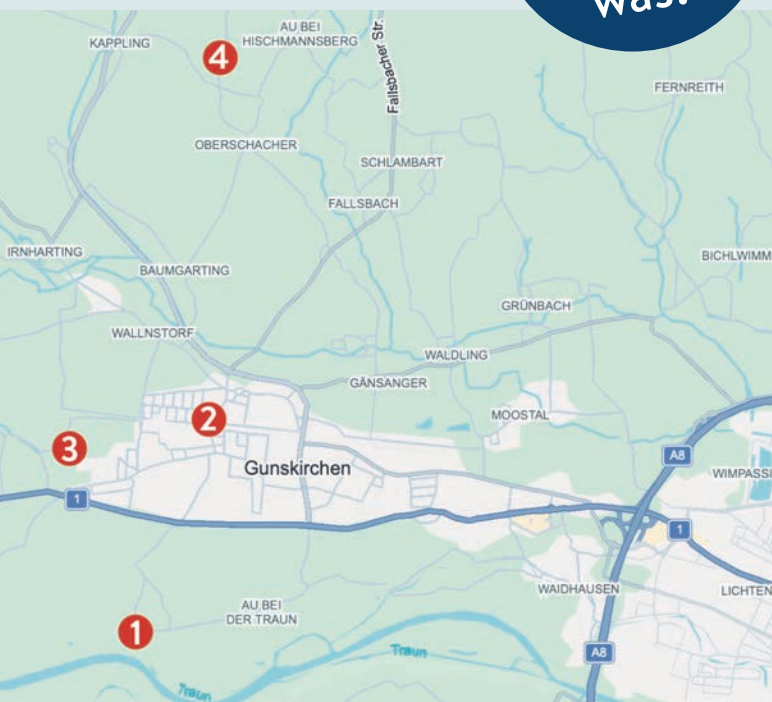 was?
AU BEI
HISCHMANNSBERG
KAPPLING
4
Fallsbacher Str.
FERNREITH
OBERSCHACHER
SCHLAMBART
FALLSBACH
IRNHARTING
BICHLWIMM
BAUMGARTING
GRÜNBACH
WALLNSTORF
WALDLING
GÄNSANGER
2
MOOSTAL
3
A8
Gunskirchen
WIMPASSI
1
1
WAIDHAUSEN
LICHTEN
AU BEI
DER TRAUN
1
Traun
A8
Traun